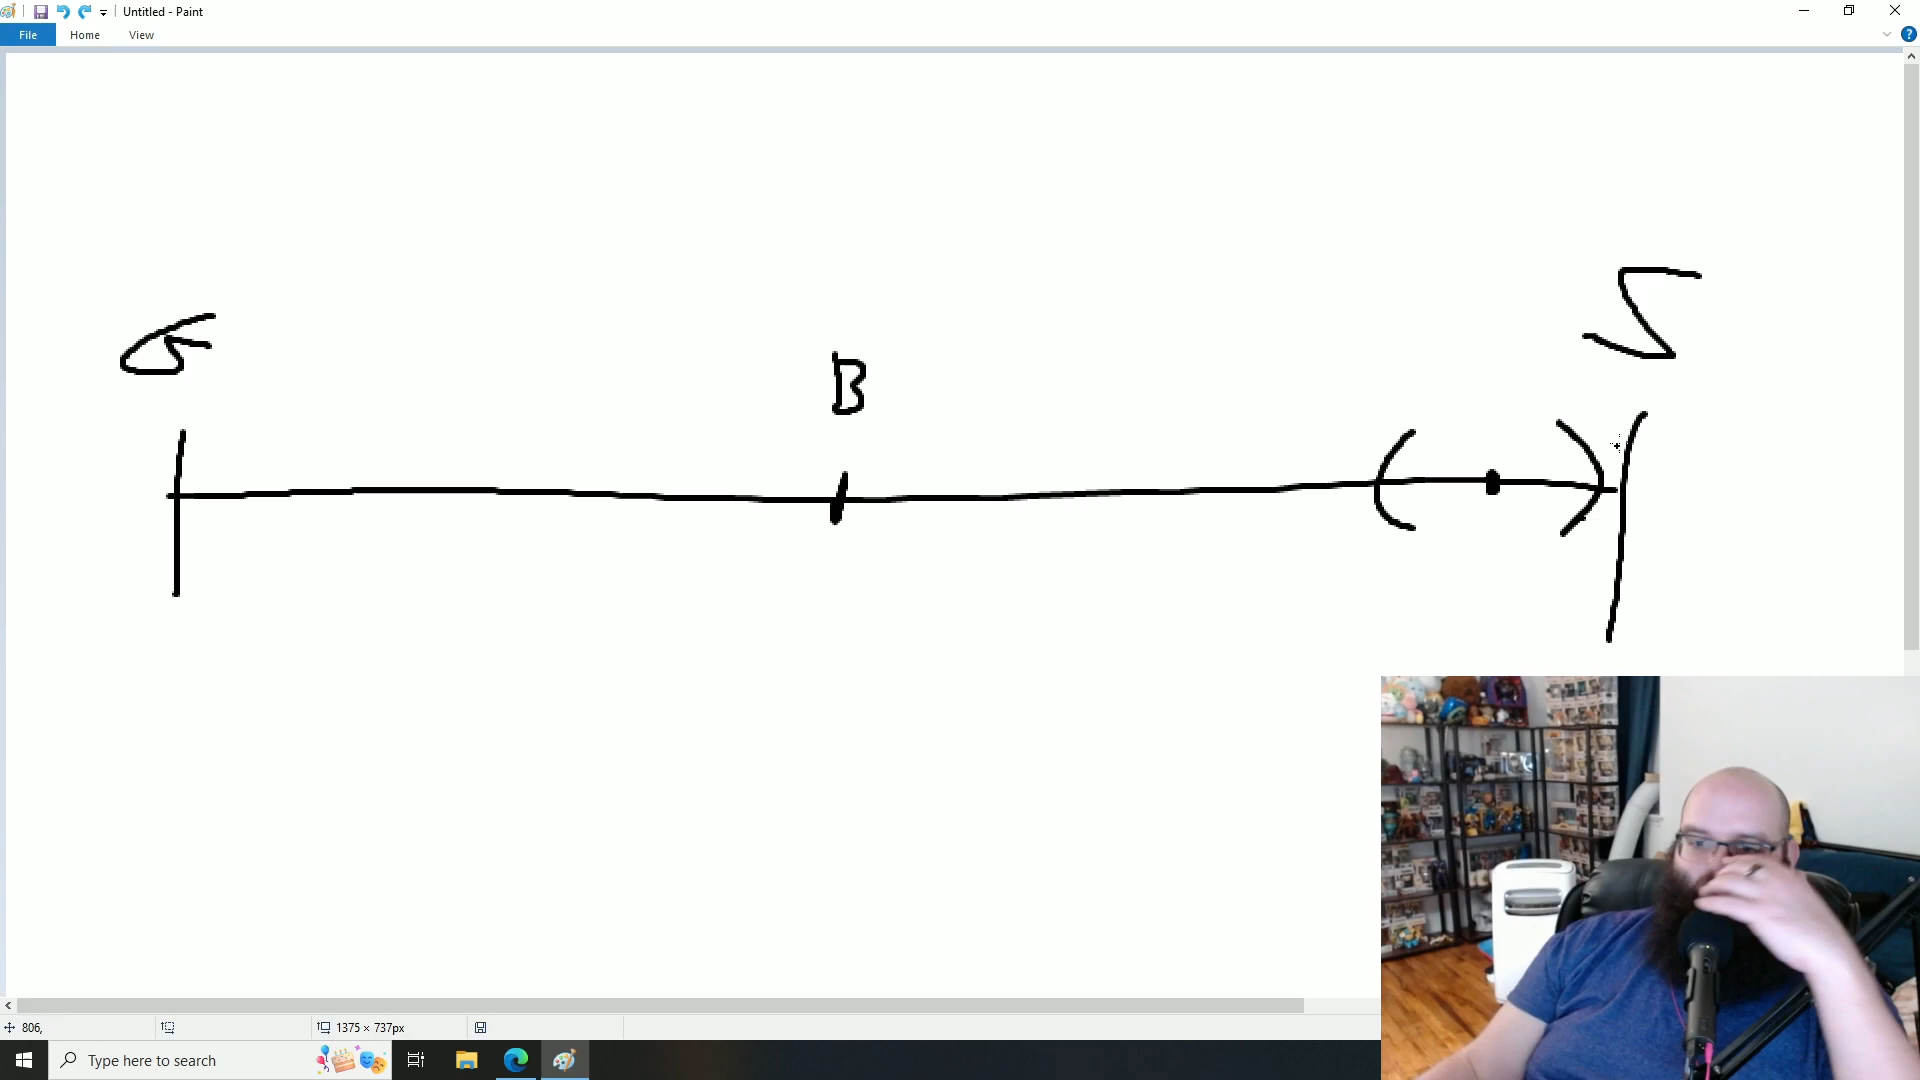 Untitled - Paint
File Home View
B
806,
1375 × 737px
Type here to search